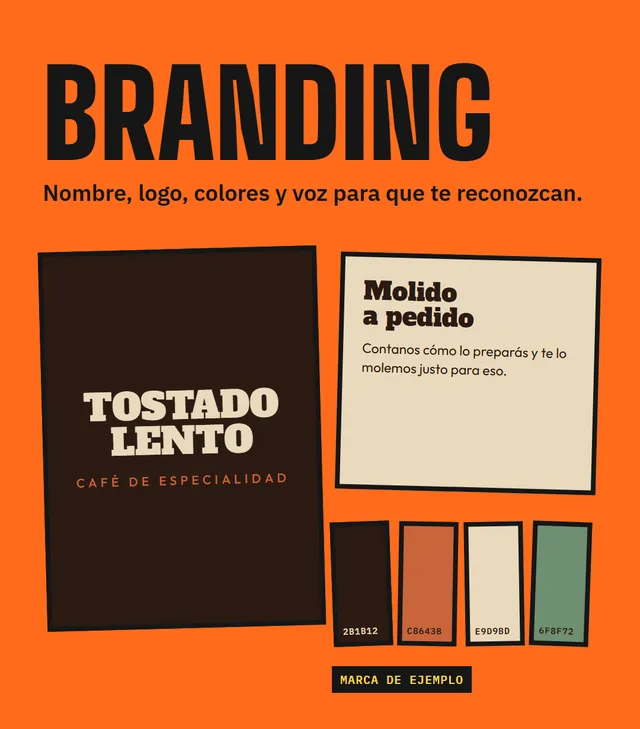 BRANDING
Nombre, logo, colores y voz para que te reconozcan.
TOSTADO
LENTO
CAFÉ DE ESPECIALIDAD
Molido
a pedido
Contanos cómo lo preparás y te lo
molemos justo para eso.
2B1B12
C8643B
E9D9BD
6F8F72
MARCA DE EJEMPLO